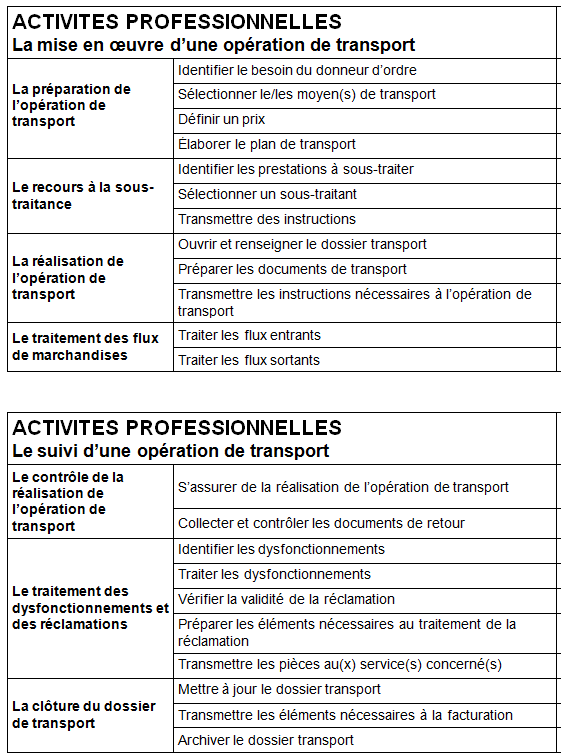 ACTIVITES PROFESSIONNELLES
La mise en œuvre d’une opération de transport
La préparation de
l’opération de
transport
Identifier le besoin du donneur d’ordre
Sélectionner le/les moyen(s) de transport
Définir un prix
Élaborer le plan de transport
Le recours à la sous-
traitance
Identifier les prestations à sous-traiter
Sélectionner un sous-traitant
Transmettre des instructions
La réalisation de
l’opération de
transport
Ouvrir et renseigner le dossier transport
Préparer les documents de transport
Transmettre les instructions nécessaires à l’opération de
transport
Le traitement des flux
de marchandises
Traiter les flux entrants
Traiter les flux sortants
ACTIVITES PROFESSIONNELLES
Le suivi d’une opération de transport
Le contrôle de la
réalisation de
l’opération de
transport
S’assurer de la réalisation de l’opération de transport
Collecter et contrôler les documents de retour
Le traitement des
dysfonctionnements et
des réclamations
Identifier les dysfonctionnements
Traiter les dysfonctionnements
Vérifier la validité de la réclamation
Préparer les éléments nécessaires au traitement de la
réclamation
Transmettre les pièces au(x) service(s) concerné(s)
La clôture du dossier
de transport
Mettre à jour le dossier transport
Transmettre les éléments nécessaires à la facturation
Archiver le dossier transport